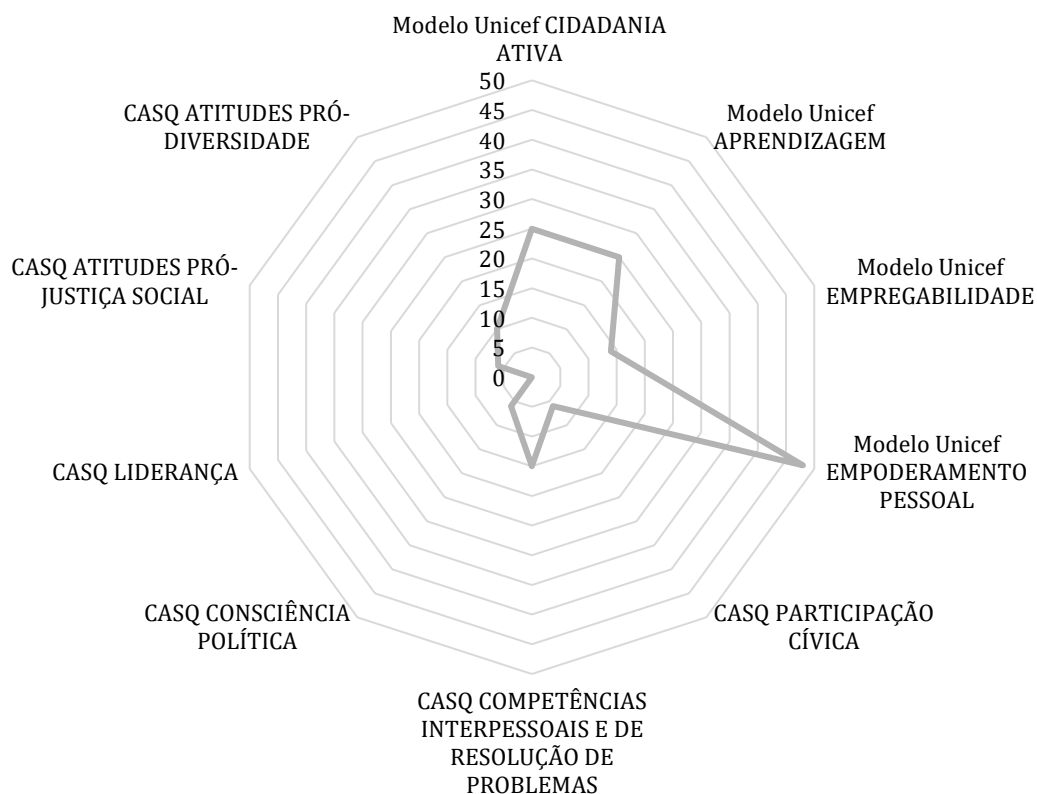 Modelo Unicef CIDADANIA
ATIVA
50
45
40
35
30
25
20
15
10
5
0
Modelo Unicef
APRENDIZAGEM
Modelo Unicef
EMPREGABILIDADE
Modelo Unicef
EMPODERAMENTO
PESSOAL
CASQ PARTICIPAÇÃO
CÍVICA
CASQ COMPETÊNCIAS
INTERPESSOAIS E DE
RESOLUÇÃO DE
PROBLEMAS
CASQ CONSCIÊNCIA
POLÍTICA
CASQ LIDERANÇA
CASQ ATITUDES PRÓ-
JUSTIÇA SOCIAL
CASQ ATITUDES PRÓ-
DIVERSIDADE